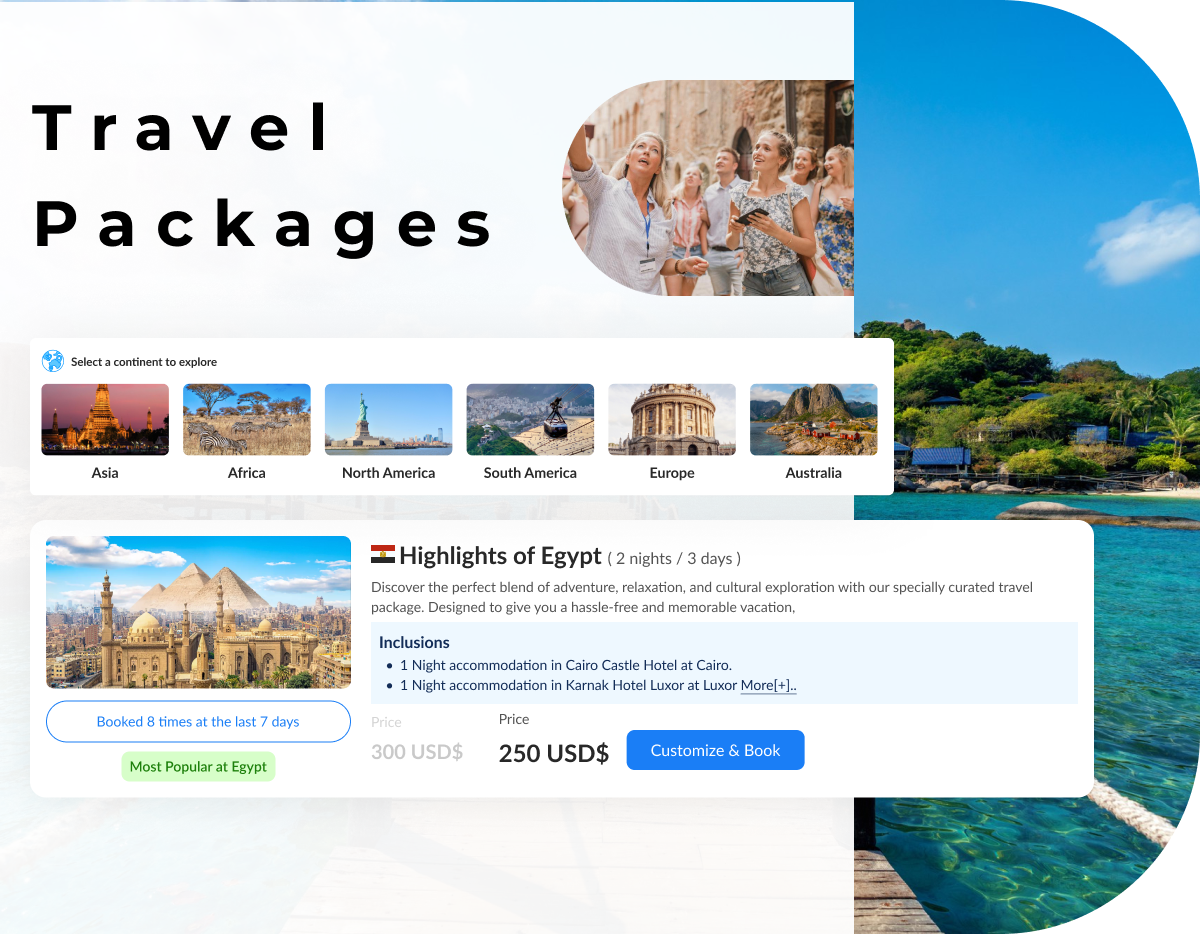 Travel
Packages
Select a continent to explore
Asia
Africa
North America
South America
Europe
Australia
Highlights of Egypt ( 2 nights / 3 days )
Discover the perfect blend of adventure, relaxation, and cultural exploration with our specially curated travel
package. Designed to give you a hassle-free and memorable vacation,
Inclusions
• 1 Night accommodation in Cairo Castle Hotel at Cairo.
• 1 Night accommodation in Karnak Hotel Luxor at Luxor More[+]..
Booked 8 times at the last 7 days
Most Popular at Egypt
Price
300 USD$
Price
250 USD$
Customize & Book